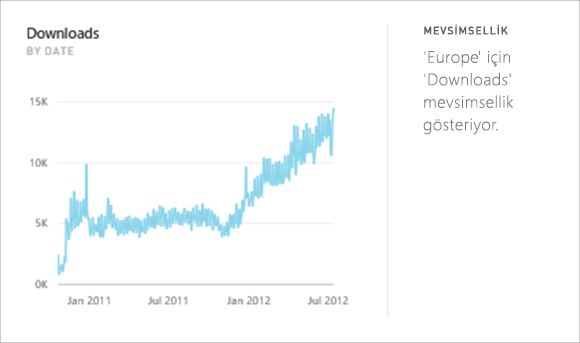 Downloads
BY DATE
15K
10K
5K
0K
Jan 2011 Jul 2011 Jan 2012 Jul 2012
MEVSİMSELLİK
'Europe' için
'Downloads'
mevsimsellik
gösteriyor.